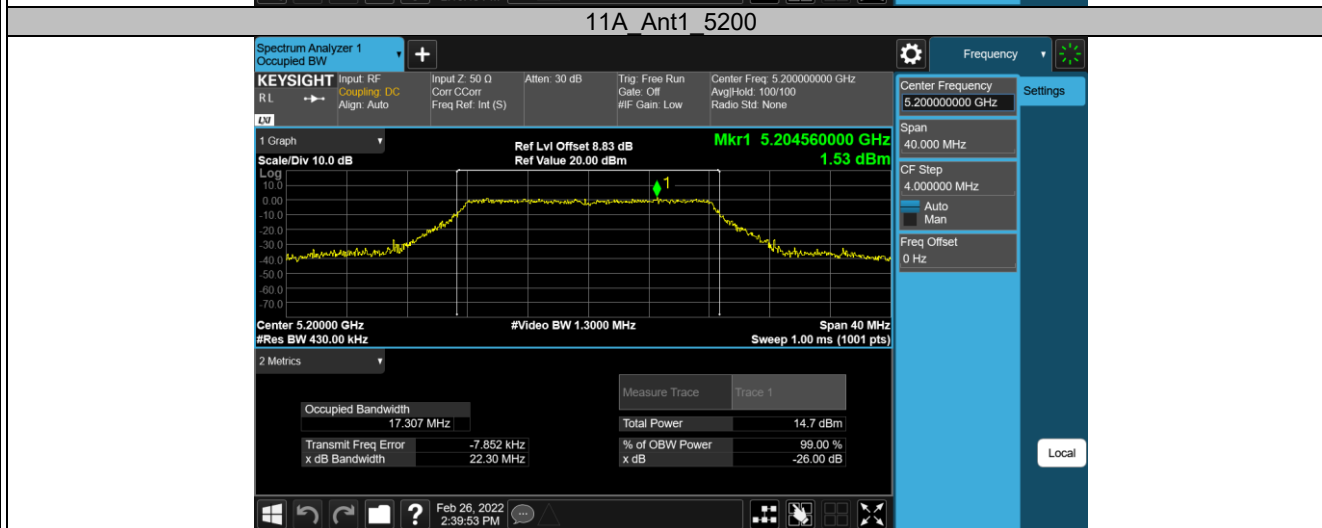 11A_Ant1_5200
Spectrum Analyzer 1
Occupied BW
+
Frequency
KEYSIGHT
Input: RF
Input Z: 50 Ω
Atten: 30 dB
Trig: Free Run
Center Freq: 5.200000000 GHz
RL
Coupling: DC
Corr CCorr
Gate: Off
Avg|Hold: 100/100
Align: Auto
Freq Ref: Int (S)
#IF Gain: Low
Radio Std: None
LXI
Center Frequency
5.200000000 GHz
Settings
Span
40.000 MHz
CF Step
4.000000 MHz
Auto
Man
Freq Offset
0 Hz
1 Graph
Ref Lvl Offset 8.83 dB
Mkr1 5.204560000 GHz
Scale/Div 10.0 dB
Ref Value 20.00 dBm
1.53 dBm
Log
1
10.0
0.00
-10.0
-20.0
-30.0
-40.0
-50.0
-60.0
-70.0
Center 5.20000 GHz
#Video BW 1.3000 MHz
Span 40 MHz
#Res BW 430.00 kHz
Sweep 1.00 ms (1001 pts)
2 Metrics
Measure Trace
Trace 1
Occupied Bandwidth
17.307 MHz
Total Power
14.7 dBm
Transmit Freq Error
-7.852 kHz
% of OBW Power
99.00 %
x dB Bandwidth
22.30 MHz
x dB
-26.00 dB
Local
?
Feb 26, 2022
2:39:53 PM